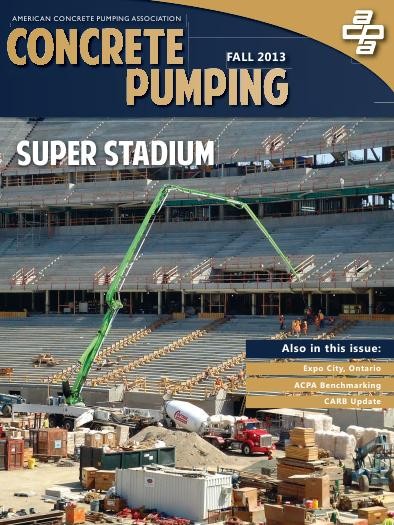 AMERICAN CONCRETE PUMPING ASSOCIATION
CONCRETE
PUMPING
FALL 2013
acpa
SUPER STADIUM
Also in this issue:
Expo City, Ontario
ACPA Benchmarking
CARB Update